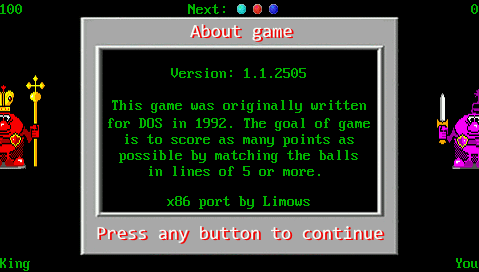 100 Next: 0
About game
Version: 1.1.2505
This game was originally written
for DOS in 1992. The goal of game
is to score as many points as
possible by matching the balls
in lines of 5 or more.
x86 port by Limows
Press any button to continue
King You